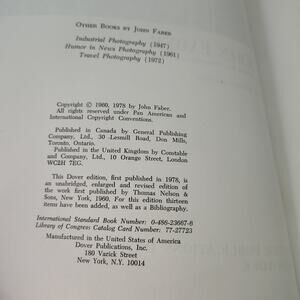 OTHER BOOKS BY JOHN FABER
Industrial Photography (1947)
Humor in News Photography (1961)
Travel Photography (1972)
Copyright © 1960, 1978 by John Faber.
All rights reserved under Pan American and
International Copyright Conventions.
Published in Canada by General Publishing
Company, Ltd., 30 Lesmill Road, Don Mills,
Toronto, Ontario.
Published in the United Kingdom by Constable
and Company, Ltd., 10 Orange Street, London
WC2H 7EG.
This Dover edition, first published in 1978, is
an unabridged, enlarged and revised edition of
the work first published by Thomas Nelson &
Sons, New York, 1960. For this edition thirteen
items have been added, as well as a Bibliography.
International Standard Book Number: 0-486-23667-6
Library of Congress Catalog Card Number: 77-27723
Manufactured in the United States of America
Dover Publications, Inc.
180 Varick Street
New York, N.Y. 10014